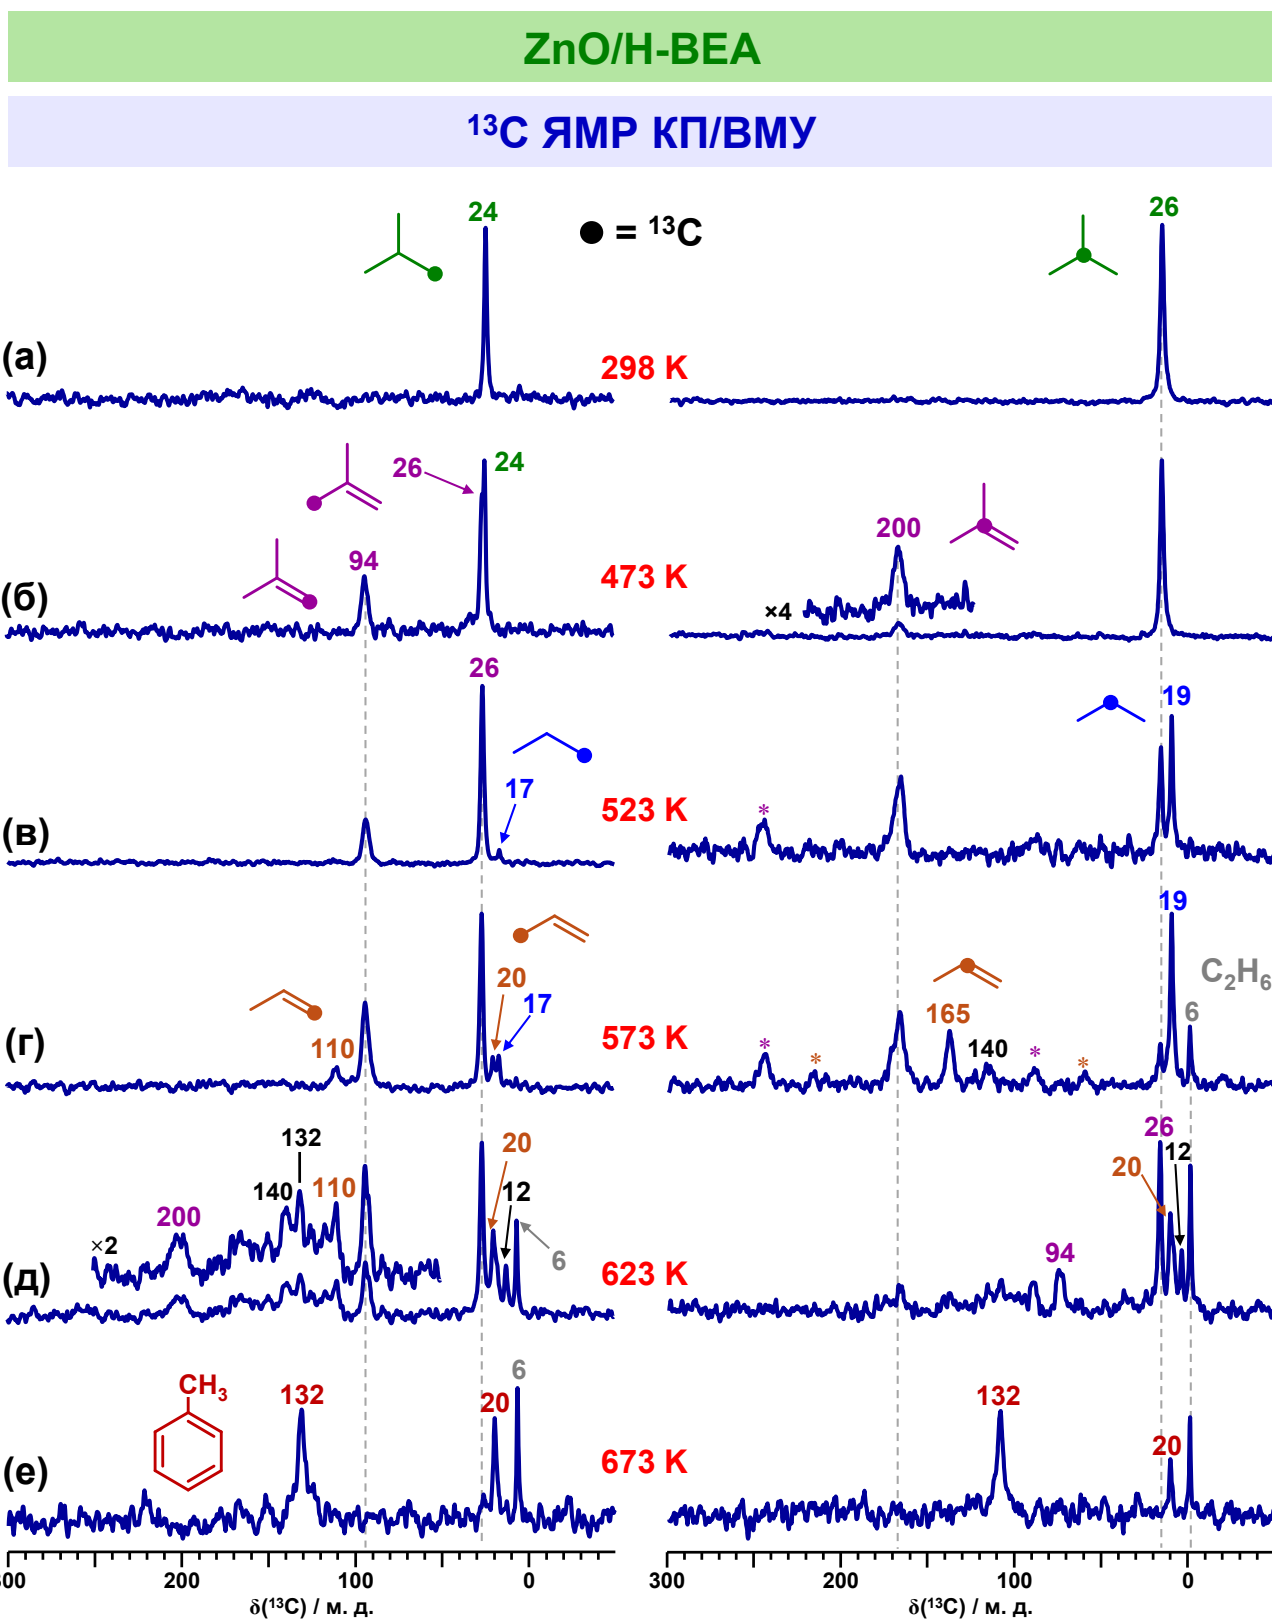 ZnO/H-BEA
¹³C ЯМР КП/ВМУ
24
● = ¹³C
26
(а)
298 K
26
24
94
200
(б)
473 K
×4
26
17
19
*
(в)
523 K
20
17
110
19
C₂H₆
165
6
140
* * * *
(г)
573 K
132
140
110
200
×2
20
12
6
26
12
20
94
(д)
623 K
CH₃
132
20
6
132
20
(е)
673 K
300 200 100 0
δ(¹³C) / м. д.
300 200 100 0
δ(¹³C) / м. д.